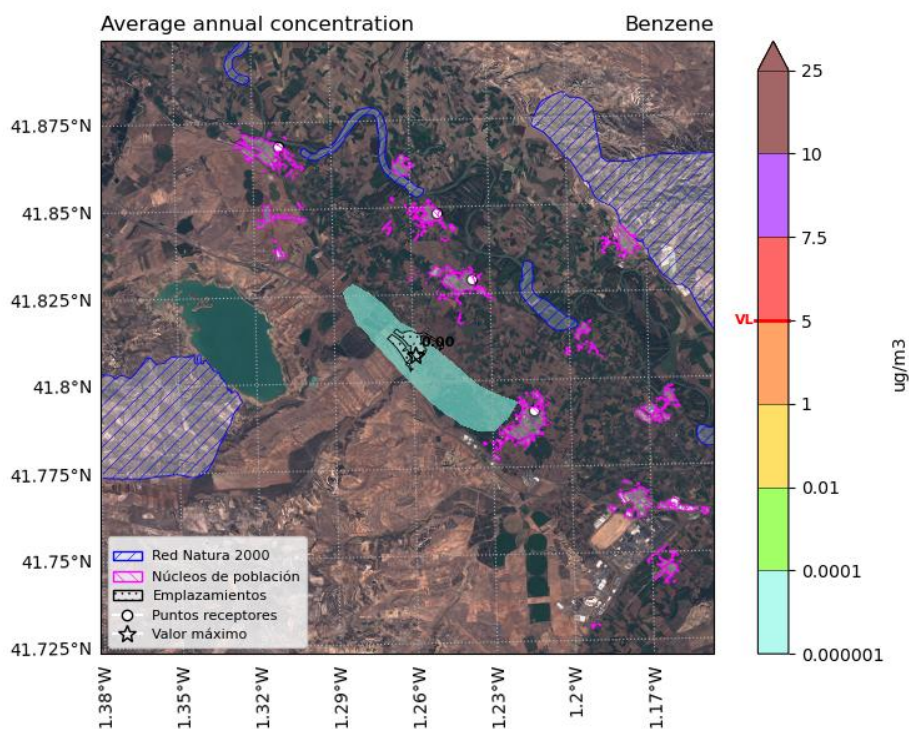 Average annual concentration
Benzene
41.875°N
41.85°N
41.825°N
41.8°N
41.775°N
41.75°N
41.725°N
1.38°W
1.35°W
1.32°W
1.29°W
1.26°W
1.23°W
1.2°W
1.17°W
0.00
Red Natura 2000
Núcleos de población
Emplazamientos
Puntos receptores
Valor máximo
25
10
7.5
VL
5
1
0.01
0.0001
0.000001
ug/m3